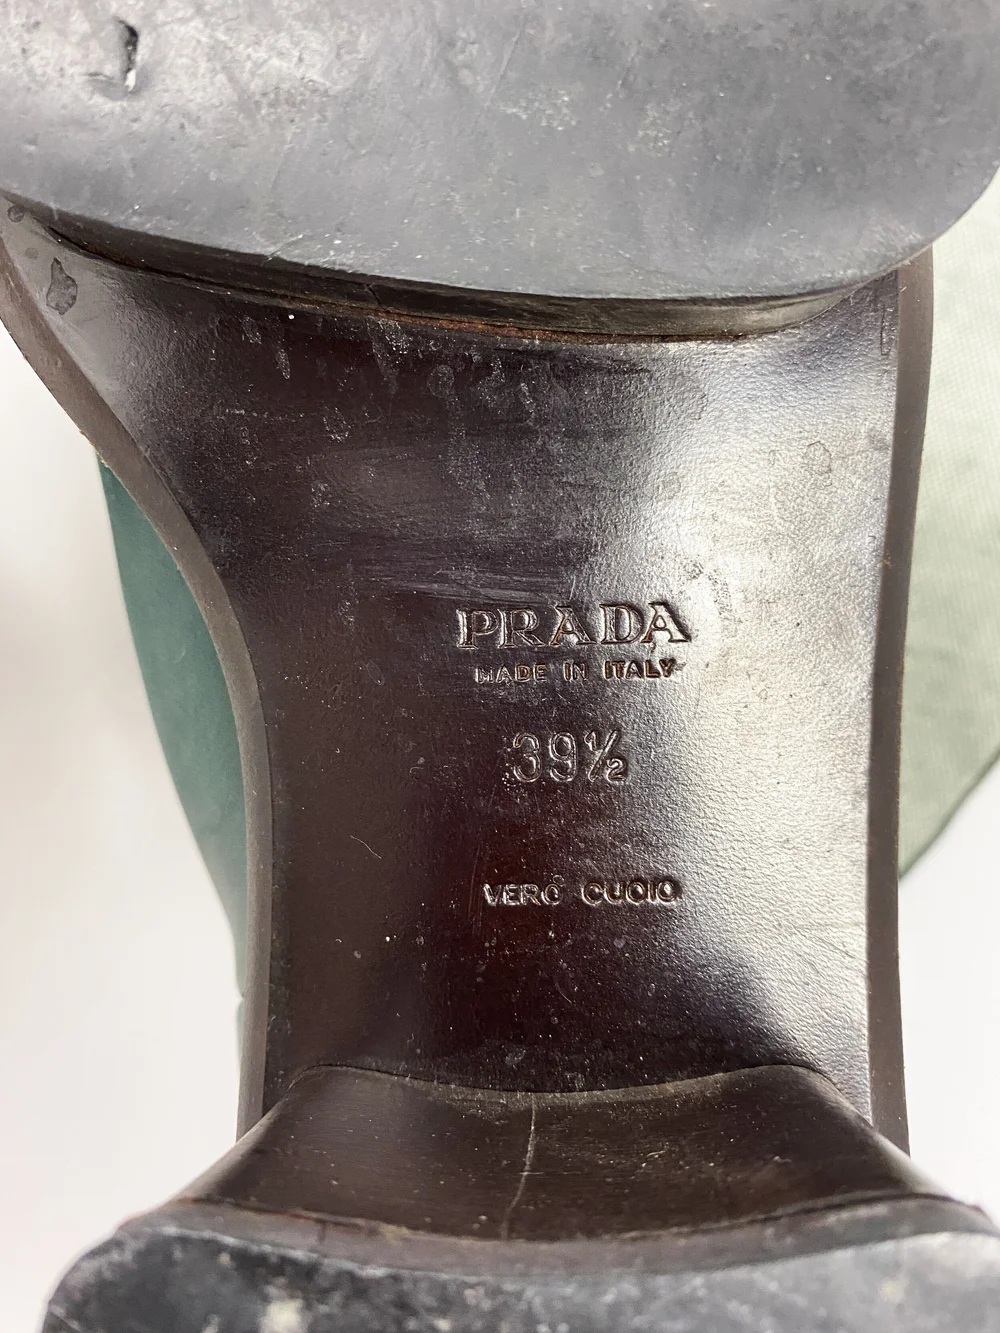 PRADA
MADE IN ITALY
39½
VERO CUOIO